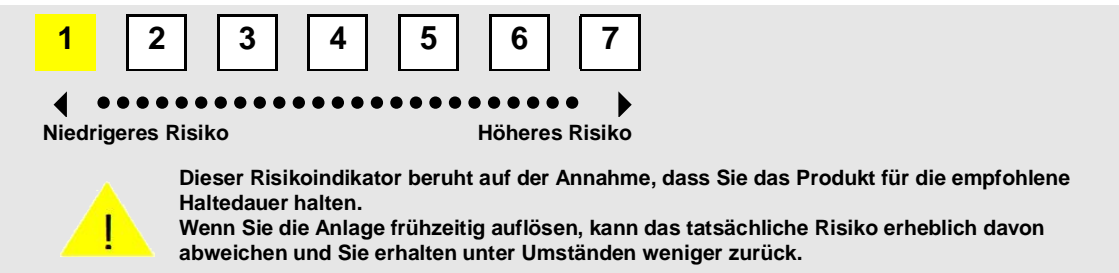 1 2 3 4 5 6 7
Niedrigeres Risiko Höheres Risiko
Dieser Risikoindikator beruht auf der Annahme, dass Sie das Produkt für die empfohlene
Haltedauer halten.
Wenn Sie die Anlage frühzeitig auflösen, kann das tatsächliche Risiko erheblich davon
abweichen und Sie erhalten unter Umständen weniger zurück.
!